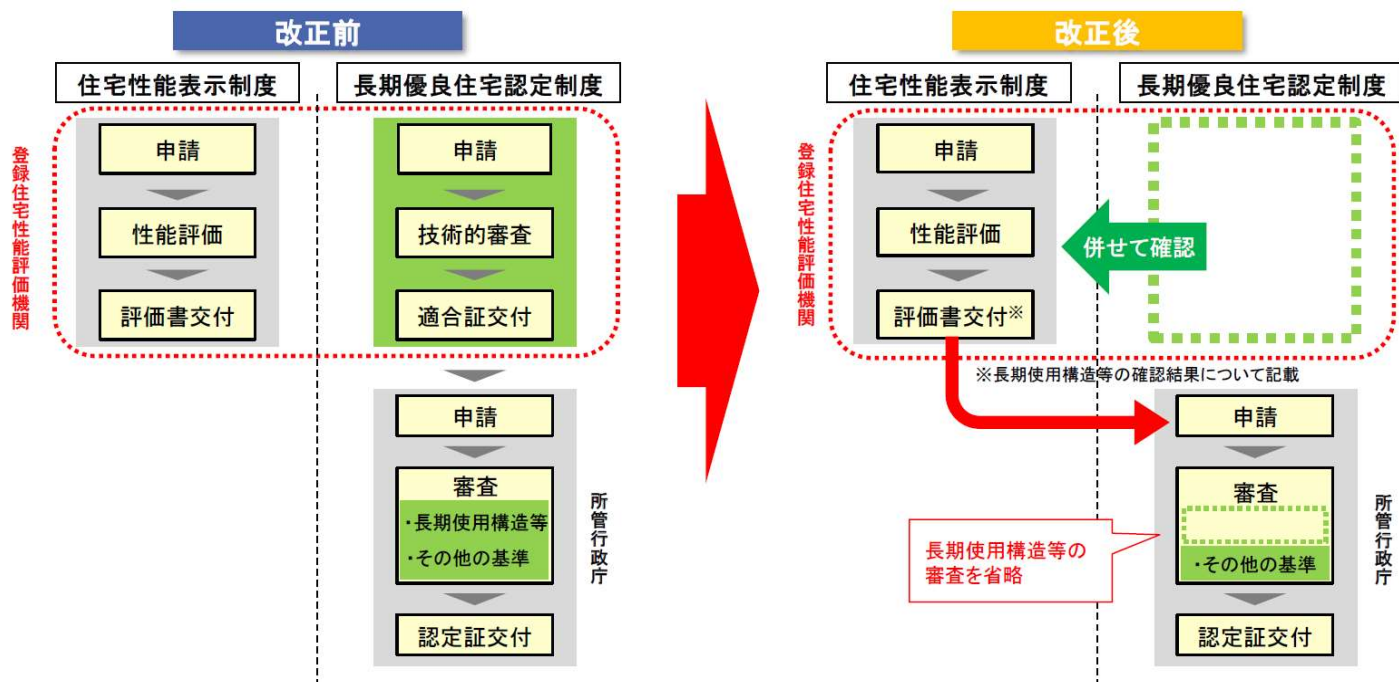 改正前
住宅性能表示制度
長期優良住宅認定制度
登録住宅性能評価機関
申請
性能評価
評価書交付
申請
技術的審査
適合証交付
申請
審査
・長期使用構造等
・その他の基準
認定証交付
所管行政庁
改正後
住宅性能表示制度
長期優良住宅認定制度
登録住宅性能評価機関
申請
性能評価
評価書交付※
併せて確認
※長期使用構造等の確認結果について記載
申請
審査
・その他の基準
認定証交付
長期使用構造等の
審査を省略
所管行政庁